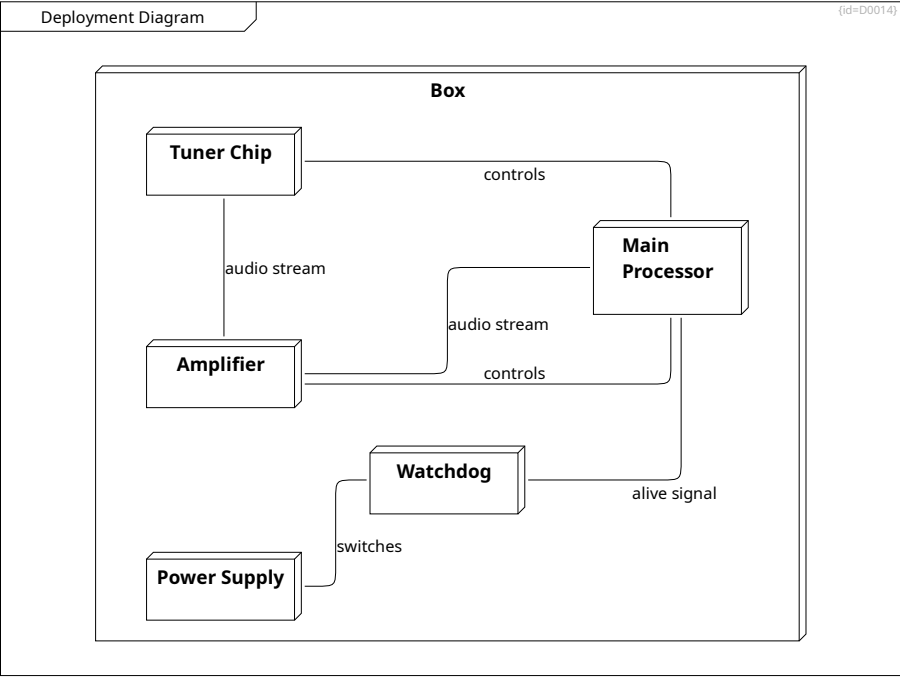 Deployment Diagram
{id=D0014}
Box
Tuner Chip
controls
Main
Processor
audio stream
audio stream
Amplifier
controls
Watchdog
alive signal
switches
Power Supply